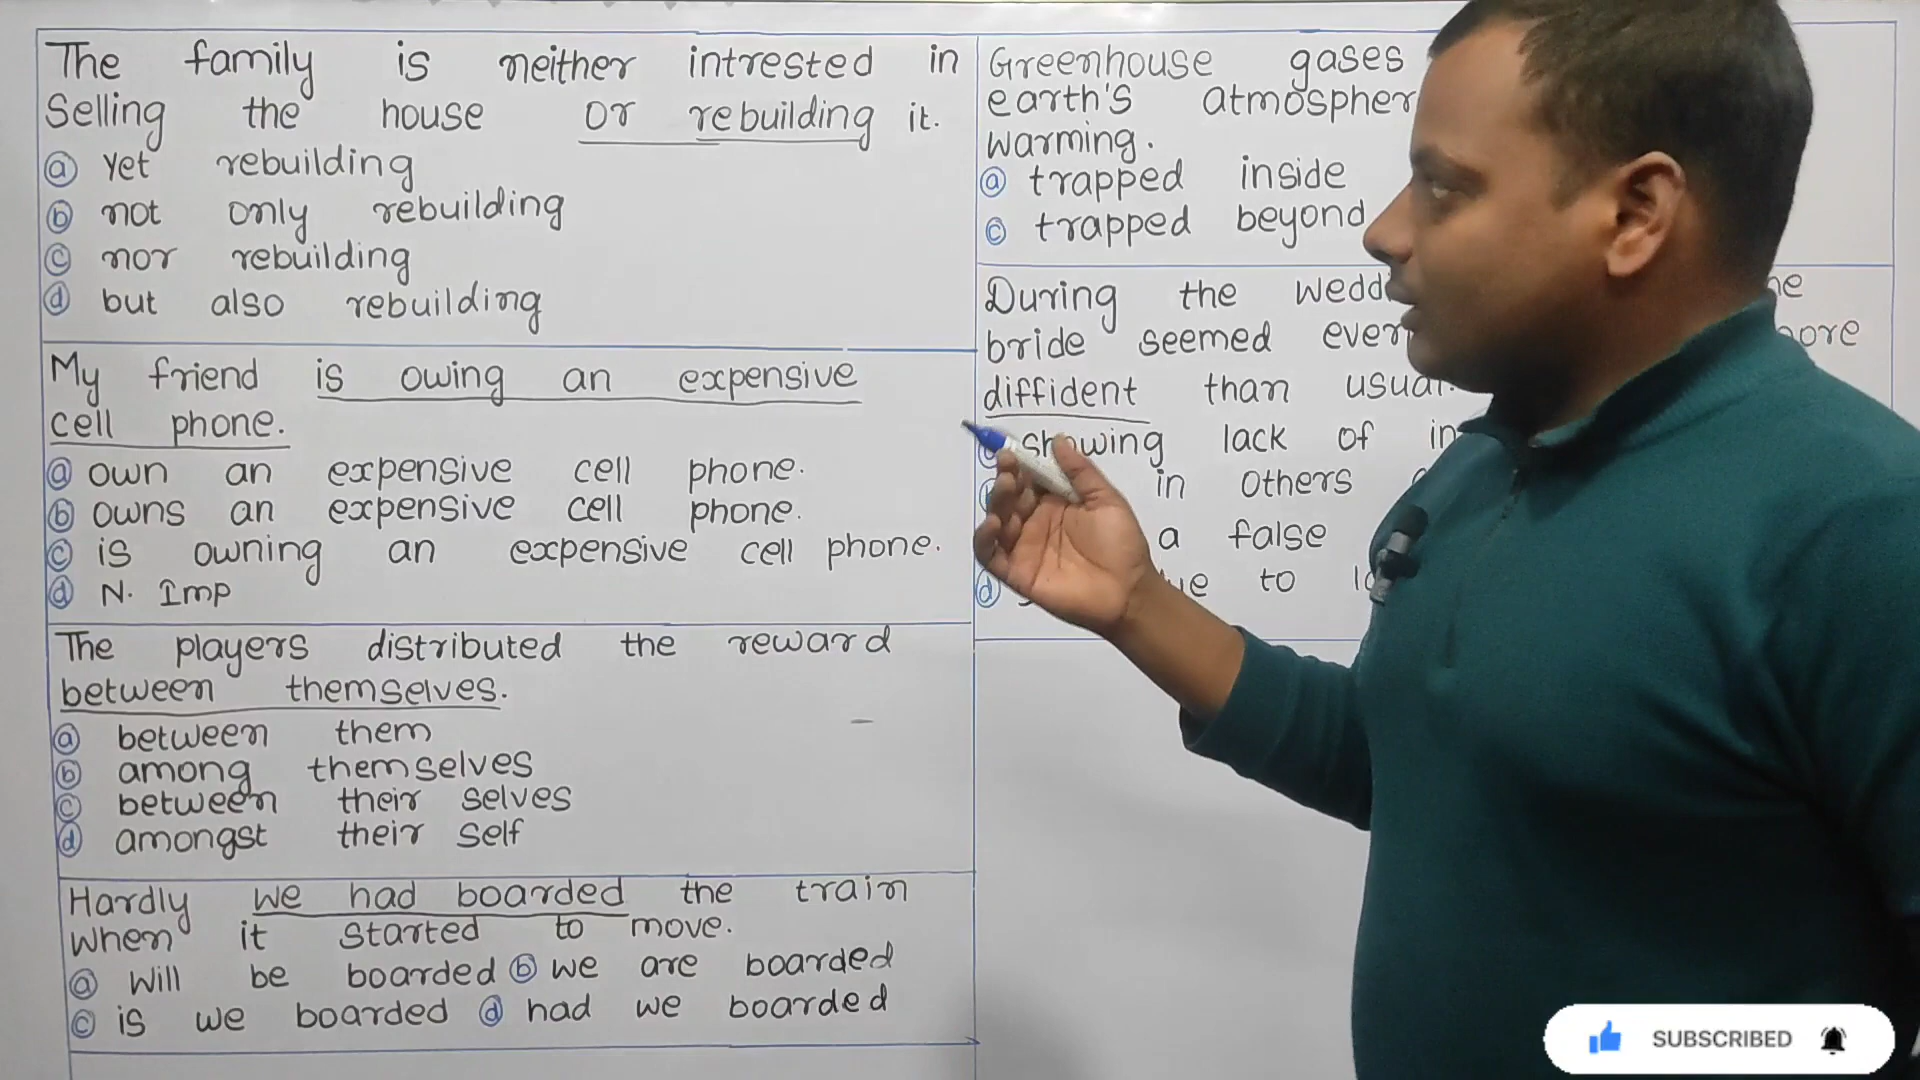 The family is neither intrested in
Selling the house or rebuilding it.
ⓐ Yet rebuilding
ⓑ not only rebuilding
ⓒ nor rebuilding
ⓓ but also rebuilding
My friend is owing an expensive
cell phone.
ⓐ own an expensive cell phone.
ⓑ owns an expensive cell phone.
ⓒ is owning an expensive cell phone.
ⓓ N. Imp
The players distributed the reward
between themselves.
ⓐ between them
ⓑ among themselves
ⓒ between their selves
ⓓ amongst their self
Hardly we had boarded the train
When it started to move.
ⓐ Will be boarded ⓑ we are boarded
ⓒ is we boarded ⓓ had we boarded
Greenhouse gases
earth's
warming.
ⓐ trapped inside
ⓒ trapped beyond
During the
bride seemed
diffident than usual.
showing lack of
in others
a false
ⓓ to
SUBSCRIBED